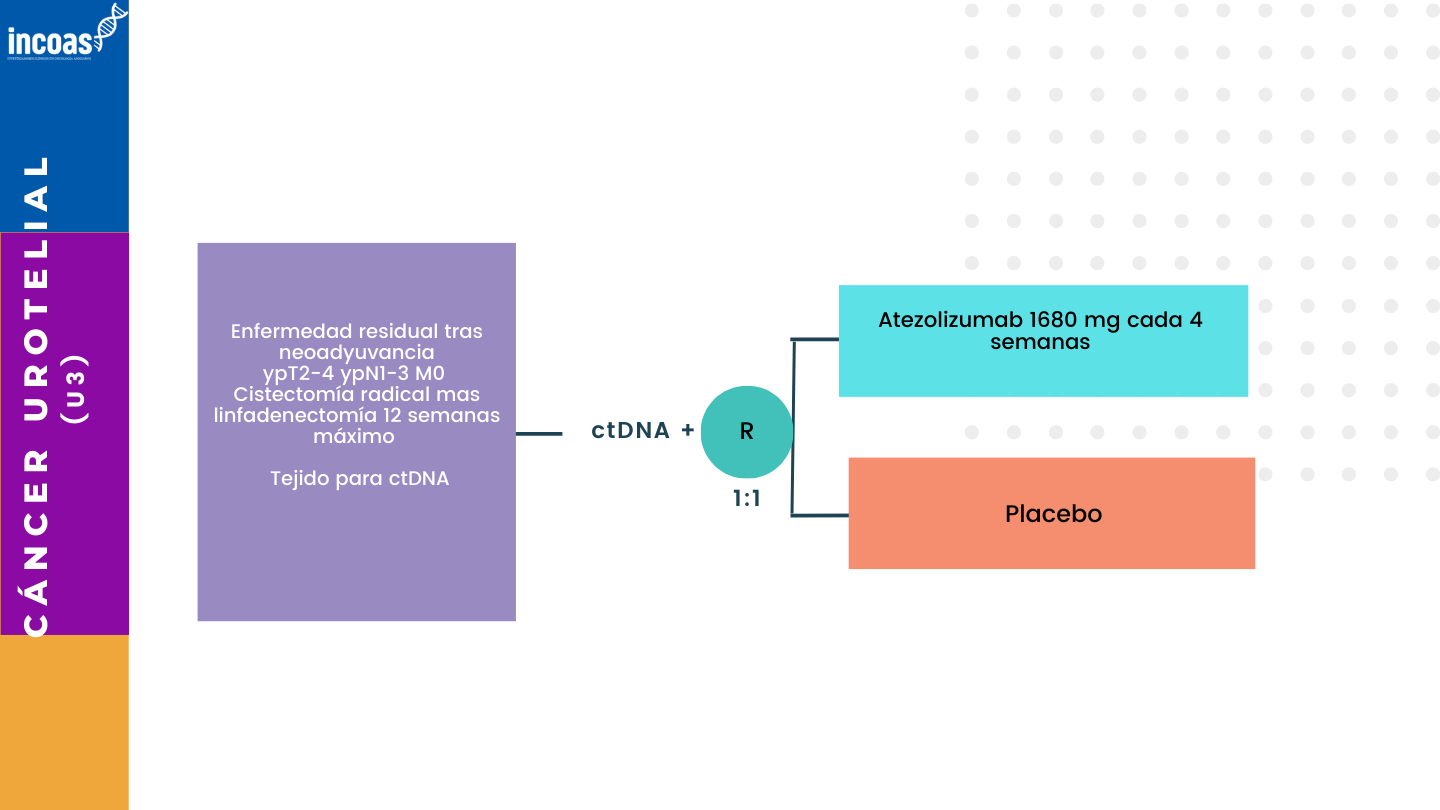 incoas
CÁNCER UROTELIAL
(U3)
Enfermedad residual tras
neoadyuvancia
ypT2-4 ypN1-3 M0
Cistectomía radical mas
linfadenectomía 12 semanas
máximo
Tejido para ctDNA
ctDNA +
R
1:1
Atezolizumab 1680 mg cada 4
semanas
Placebo